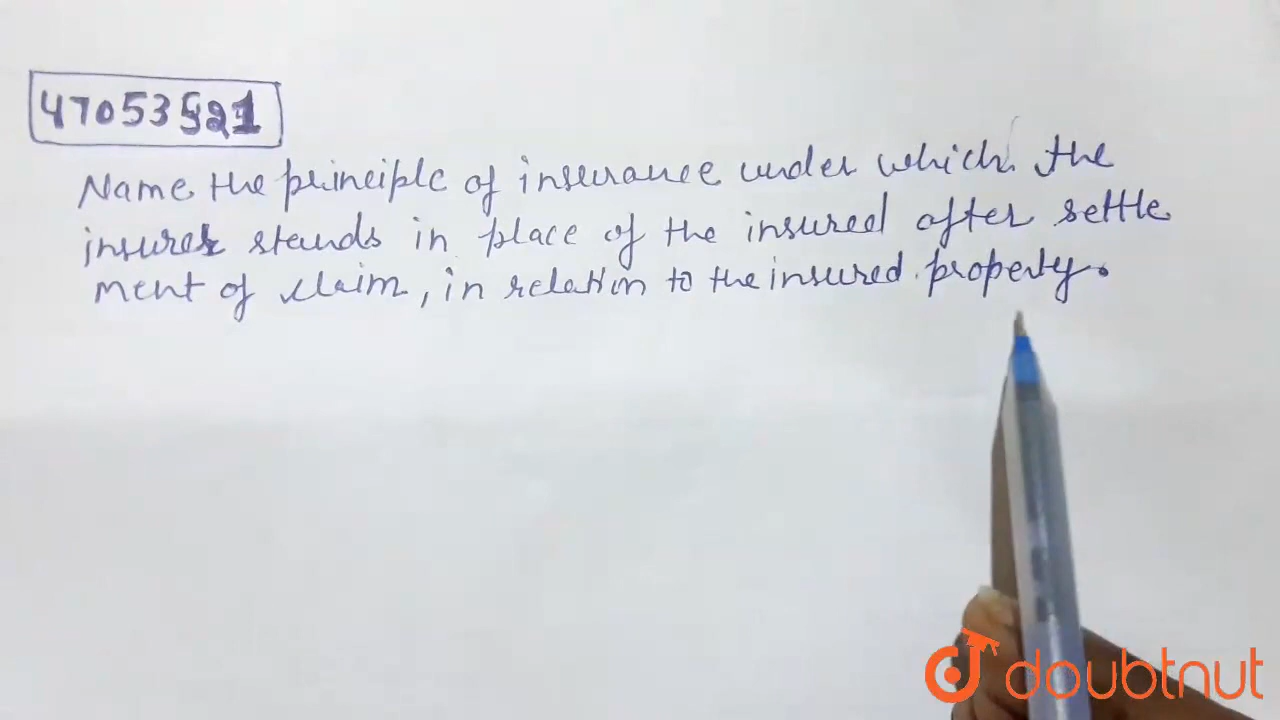 47053521
Name the principle of insurance under which the
insurer stands in place of the insured after settle
ment of claim, in relation to the insured property.
doubtnut